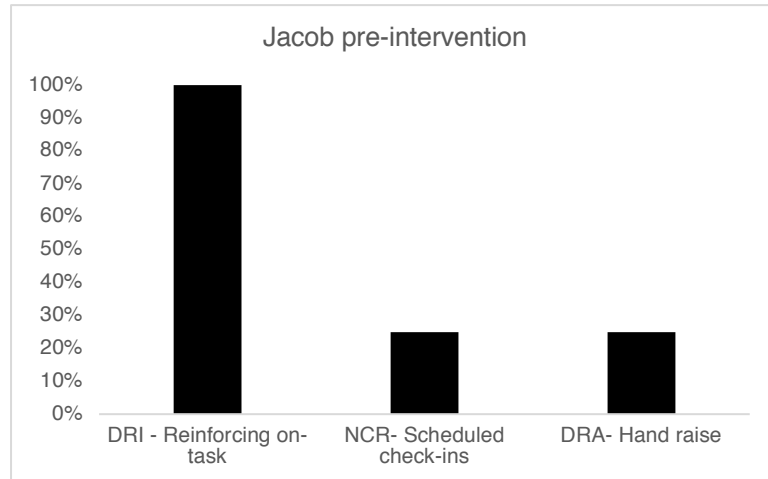 Jacob pre-intervention
100%
90%
80%
70%
60%
50%
40%
30%
20%
10%
0%
DRI - Reinforcing on-
task
NCR- Scheduled
check-ins
DRA- Hand raise